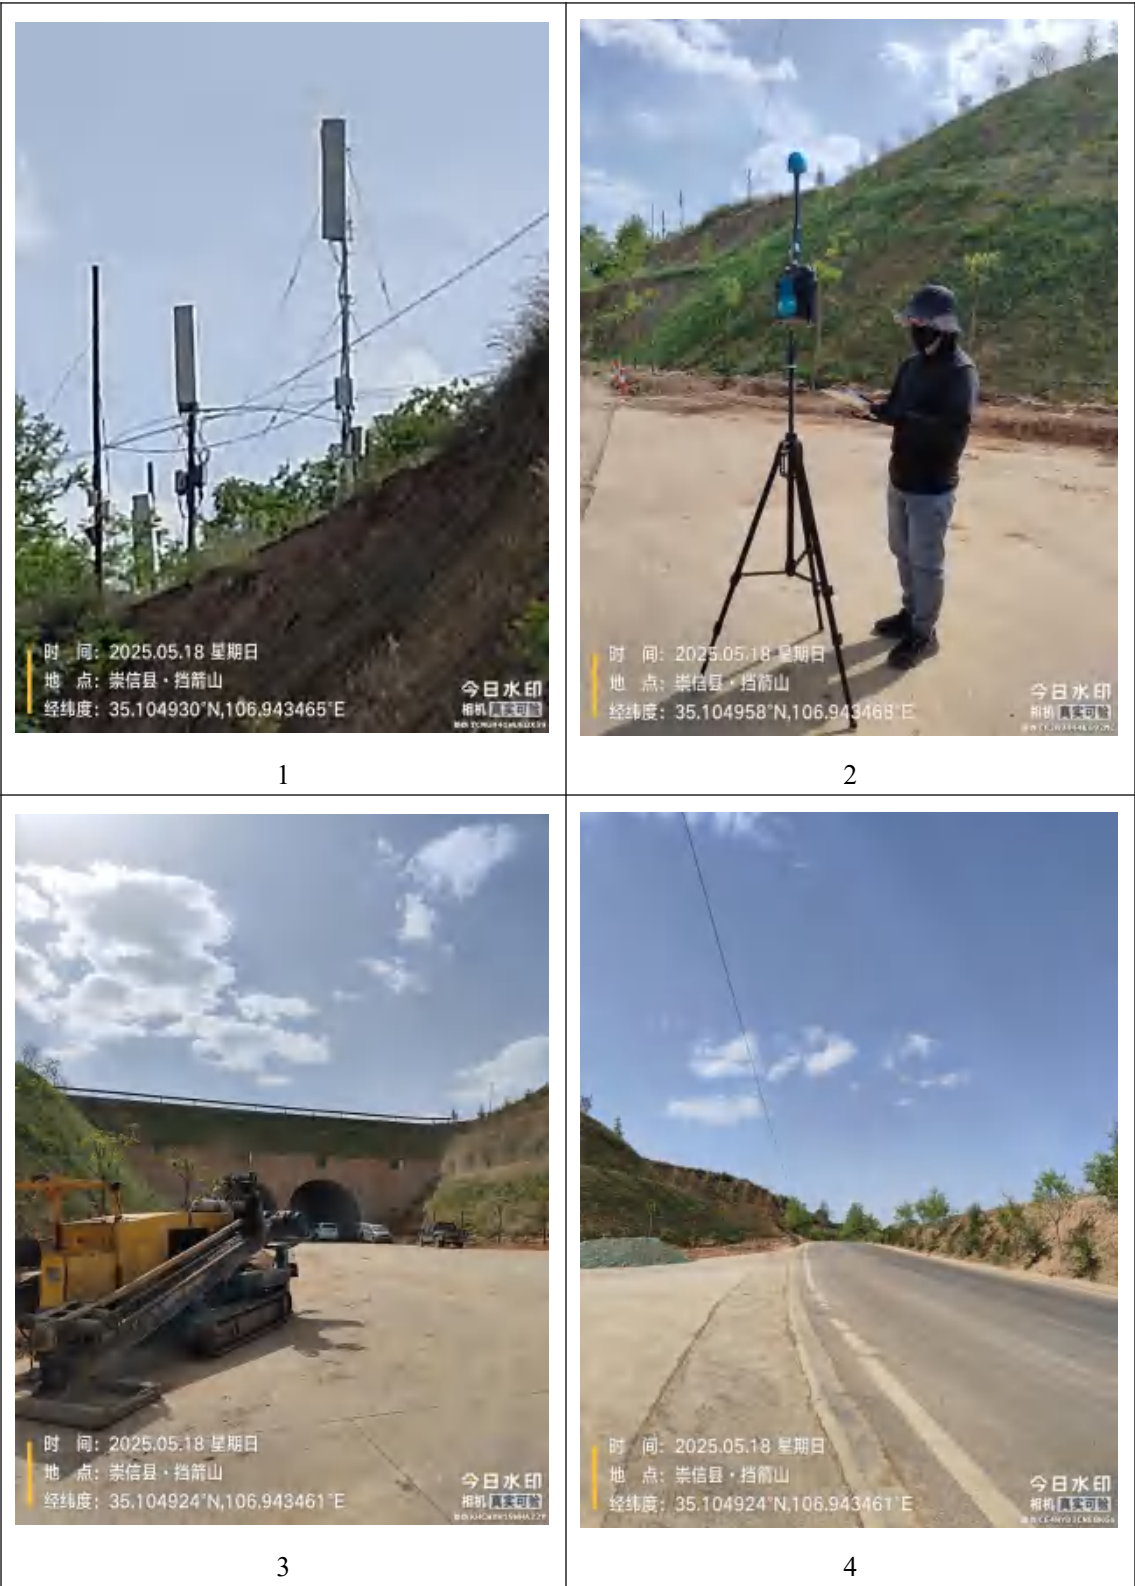 时 间：2025.05.18 星期日
地 点：崇信县·挡箭山
经纬度：35.104930°N,106.943465°E
今日水印
相机 真实可验
1
时 间：2025.05.18 星期日
地 点：崇信县·挡箭山
经纬度：35.104958°N,106.943468°E
今日水印
相机 真实可验
2
时 间：2025.05.18 星期日
地 点：崇信县·挡箭山
经纬度：35.104924°N,106.943461°E
今日水印
相机 真实可验
3
时 间：2025.05.18 星期日
地 点：崇信县·挡箭山
经纬度：35.104924°N,106.943461°E
今日水印
相机 真实可验
4